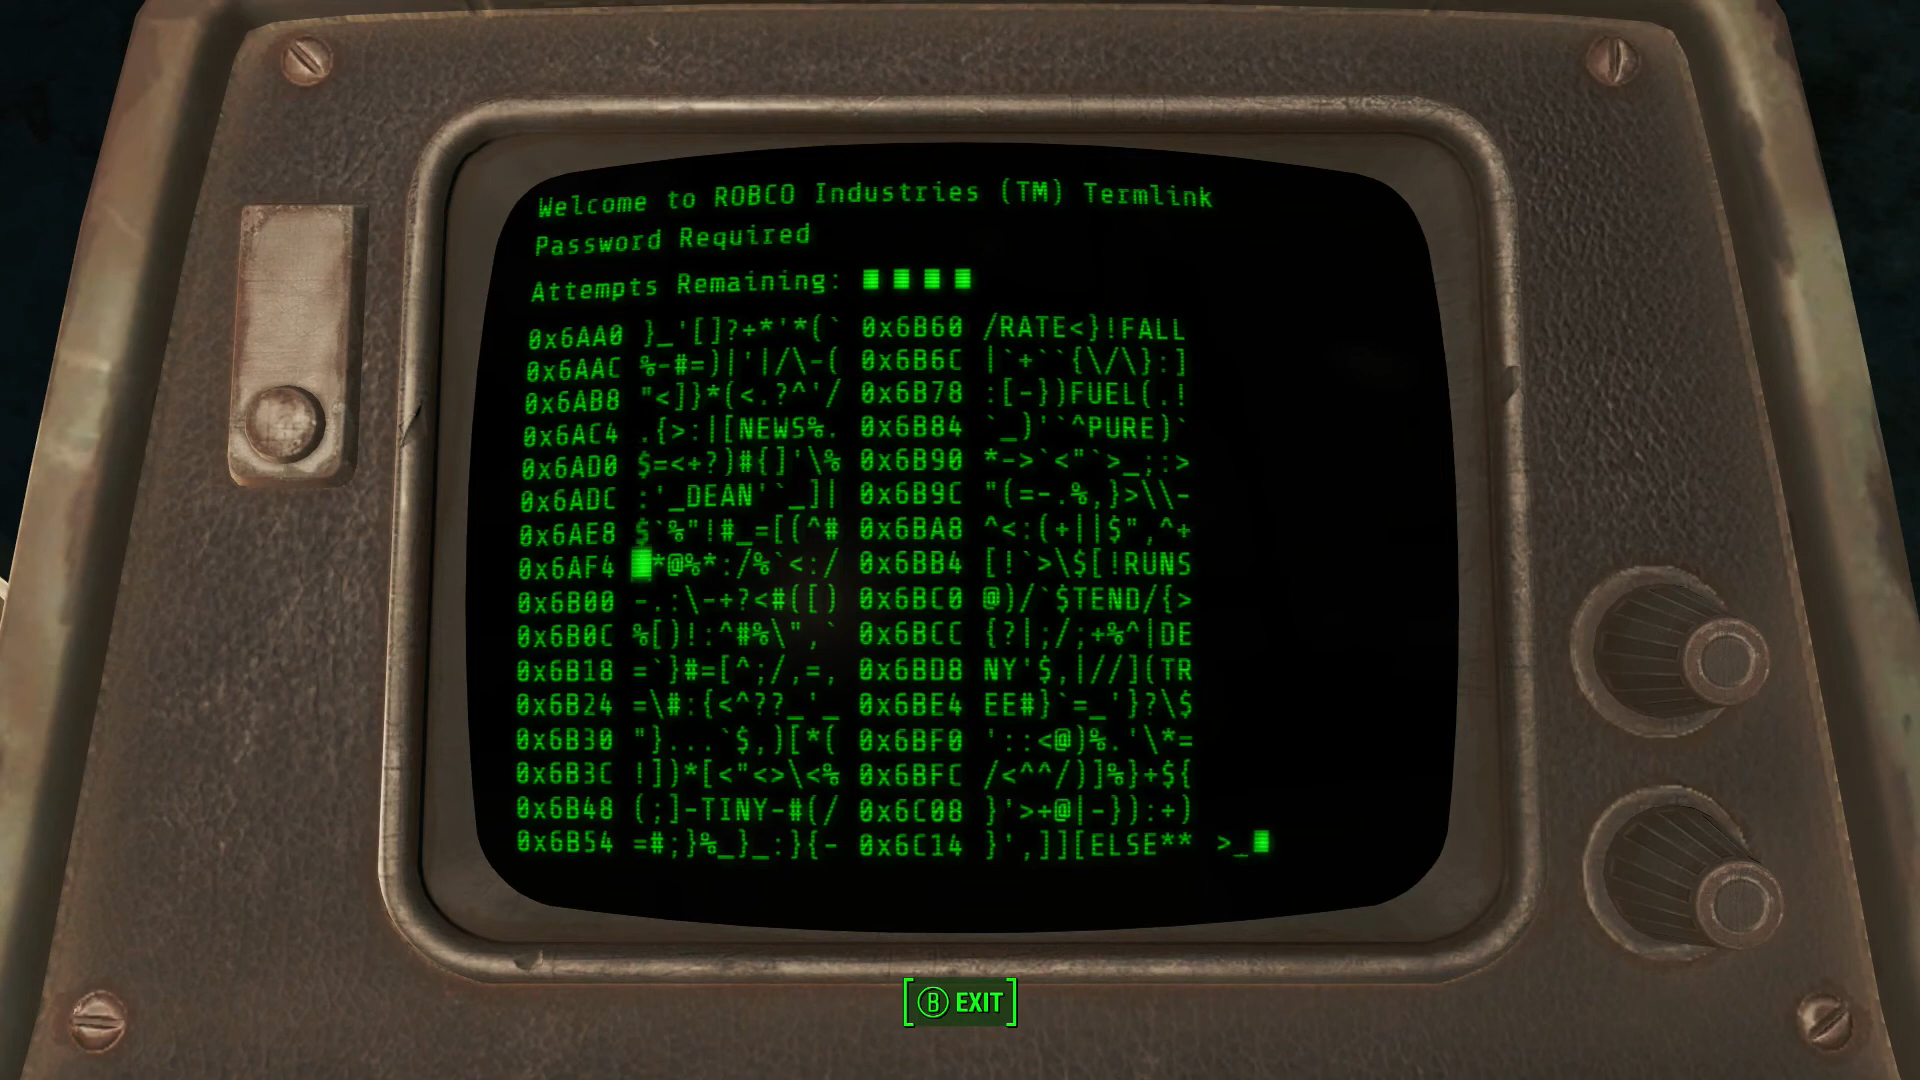 Welcome to ROBCO Industries (TM) Termlink
Password Required
Attempts Remaining:
0x6AA0 }_'[]?+*'*(` 0x6B60 /RATE<}!FALL
0x6AAC %-#=)|'|/\-( 0x6B6C |`+``{\/\}:]
0x6AB8 "<]}*(<.?^'/ 0x6B78 :[-})FUEL(.!
0x6AC4 .{>:|[NEWS%. 0x6B84 `_)'`^PURE)`
0x6AD0 $=<+?)#{]'\% 0x6B90 *->`<"`>_;:>
0x6ADC :'_DEAN'`_]| 0x6B9C "(=-.%,}>\\-
0x6AE8 $`%"!#_=[(^# 0x6BA8 ^<:(+||$",^+
0x6AF4 *@%*:/%`<:/ 0x6BB4 [!`>\$[!RUNS
0x6B00 -.:\-+?<#([) 0x6BC0 @)/`$TEND/{>
0x6B0C %[)!:^#%\",` 0x6BCC {?|;/;+%^|DE
0x6B18 =`}#=[^;/,=, 0x6BD8 NY'$,|//](TR
0x6B24 =\#:{<^??_'_ 0x6BE4 EE#}`=_'}?\$
0x6B30 "}...`$,)[*( 0x6BF0 '::<@)%.'\*=
0x6B3C !])*[<"<>\<% 0x6BFC /<^^/)]%}+${
0x6B48 (;]-TINY-#(/ 0x6C08 }'>+@|-}):+)
0x6B54 =#;}%_}_:}{- 0x6C14 }',]][ELSE** >_
B EXIT